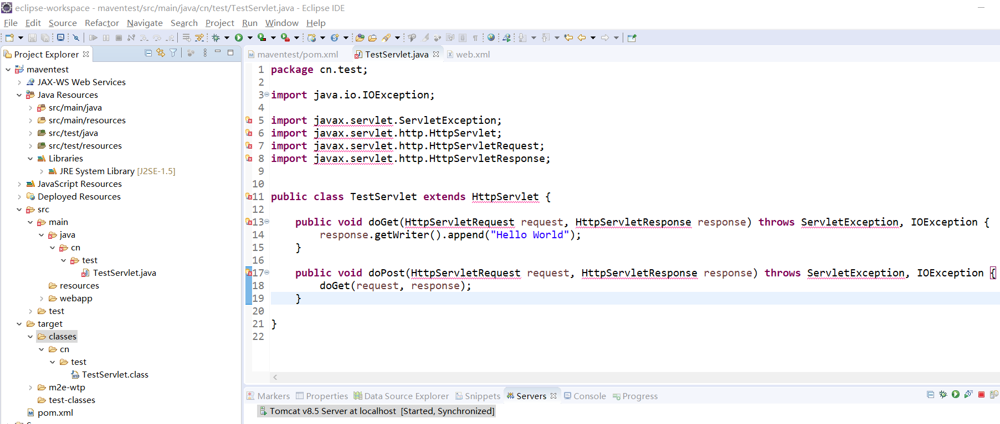 eclipse-workspace - maventest/src/main/java/cn/test/TestServlet.java - Eclipse IDE
File Edit Source Refactor Navigate Search Project Run Window Help
Project Explorer
maventest
JAX-WS Web Services
Java Resources
src/main/java
src/main/resources
src/test/java
src/test/resources
Libraries
JRE System Library [J2SE-1.5]
JavaScript Resources
Deployed Resources
src
main
java
cn
test
TestServlet.java
resources
webapp
test
target
classes
cn
test
TestServlet.class
m2e-wtp
test-classes
pom.xml
maventest/pom.xml TestServlet.java web.xml
1 package cn.test;
2
3 import java.io.IOException;
4
5 import javax.servlet.ServletException;
6 import javax.servlet.http.HttpServlet;
7 import javax.servlet.http.HttpServletRequest;
8 import javax.servlet.http.HttpServletResponse;
9
10
11 public class TestServlet extends HttpServlet {
12
13 public void doGet(HttpServletRequest request, HttpServletResponse response) throws ServletException, IOException {
14 response.getWriter().append("Hello World");
15 }
16
17 public void doPost(HttpServletRequest request, HttpServletResponse response) throws ServletException, IOException {
18 doGet(request, response);
19 }
20
21 }
22
Markers Properties Data Source Explorer Snippets Servers Console Progress
Tomcat v8.5 Server at localhost [Started, Synchronized]